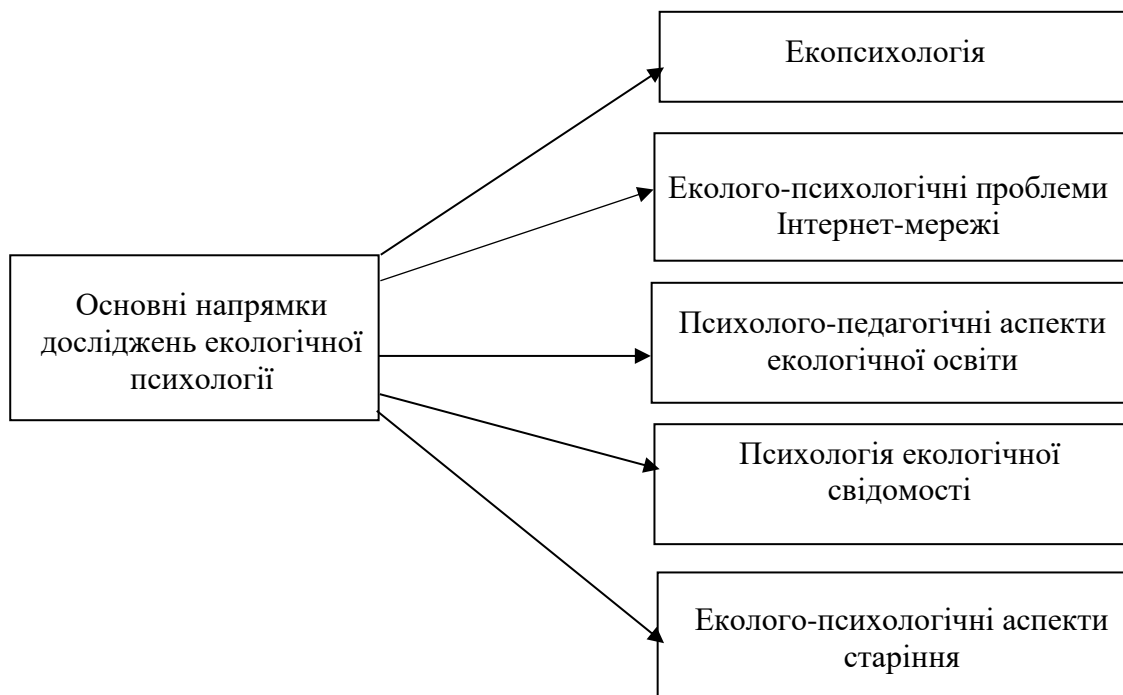 Екопсихологія
Еколого-психологічні проблеми
Інтернет-мережі
Основні напрямки
досліджень екологічної
психології
Психолого-педагогічні аспекти
екологічної освіти
Психологія екологічної
свідомості
Еколого-психологічні аспекти
старіння